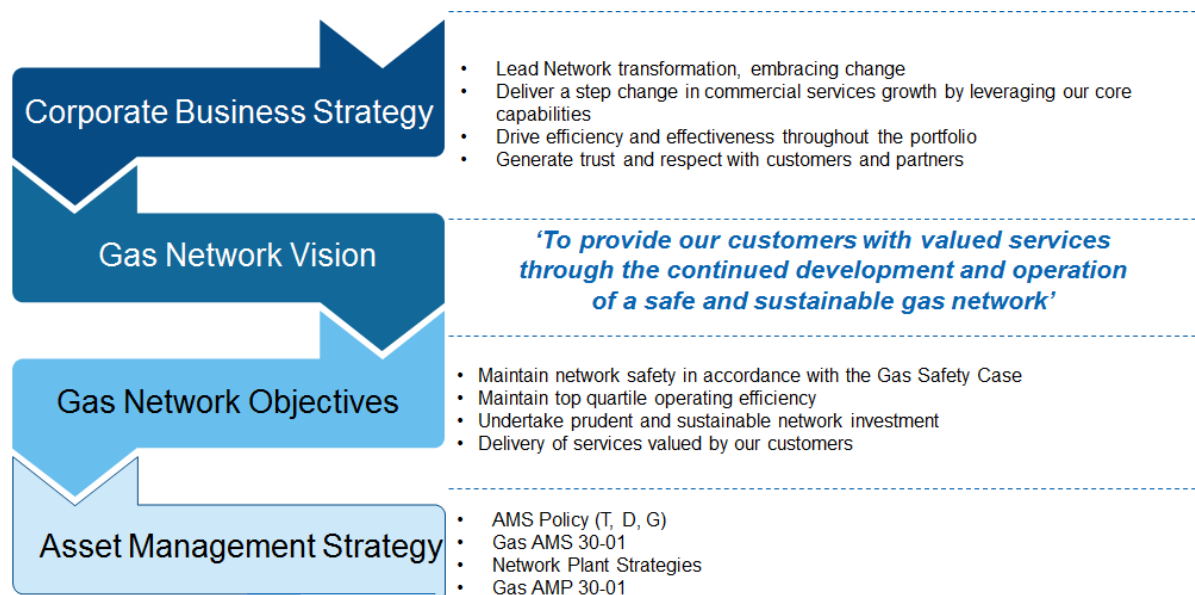 Corporate Business Strategy
• Lead Network transformation, embracing change
• Deliver a step change in commercial services growth by leveraging our core
capabilities
• Drive efficiency and effectiveness throughout the portfolio
• Generate trust and respect with customers and partners
Gas Network Vision
‘To provide our customers with valued services
through the continued development and operation
of a safe and sustainable gas network’
Gas Network Objectives
• Maintain network safety in accordance with the Gas Safety Case
• Maintain top quartile operating efficiency
• Undertake prudent and sustainable network investment
• Delivery of services valued by our customers
Asset Management Strategy
• AMS Policy (T, D, G)
• Gas AMS 30-01
• Network Plant Strategies
• Gas AMP 30-01